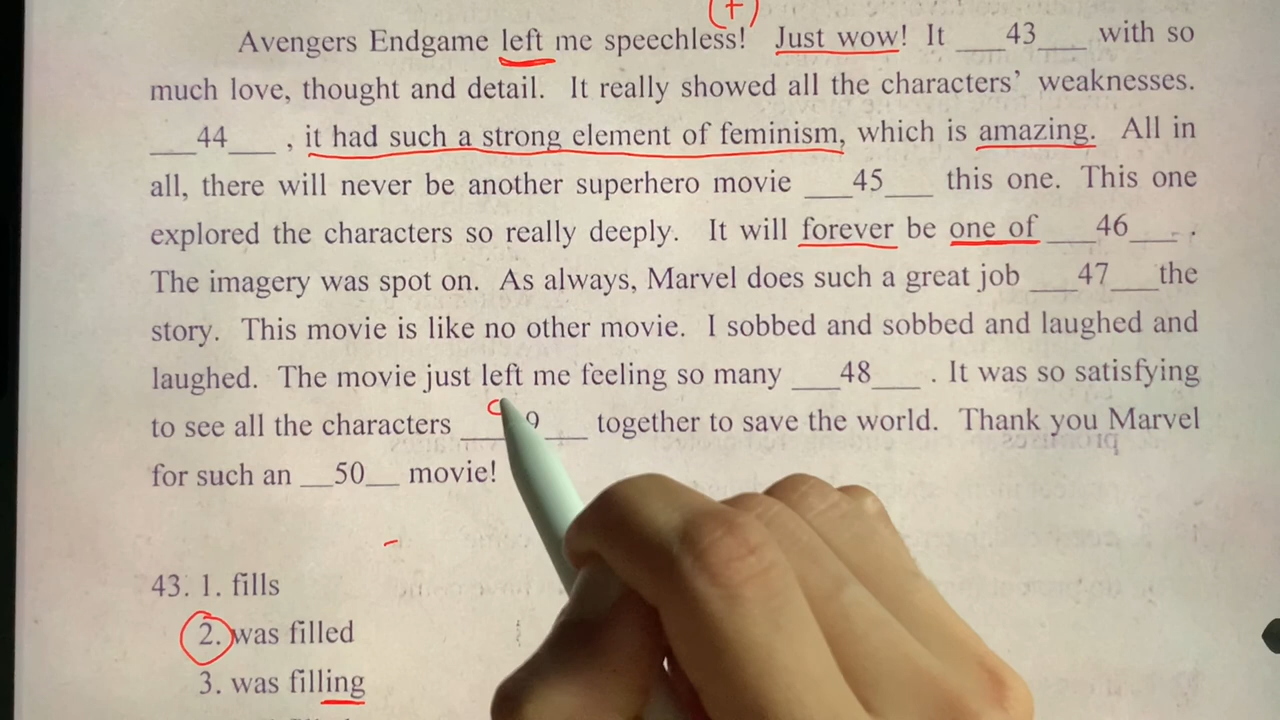 (+)
Avengers Endgame left me speechless! Just wow! It ___43___ with so
much love, thought and detail. It really showed all the characters' weaknesses.
___44___ , it had such a strong element of feminism, which is amazing. All in
all, there will never be another superhero movie ___45___ this one. This one
explored the characters so really deeply. It will forever be one of ___46___ .
The imagery was spot on. As always, Marvel does such a great job ___47___the
story. This movie is like no other movie. I sobbed and sobbed and laughed and
laughed. The movie just left me feeling so many ___48___ . It was so satisfying
to see all the characters ___9___ together to save the world. Thank you Marvel
for such an __50__ movie!
43. 1. fills
2. was filled
3. was filling